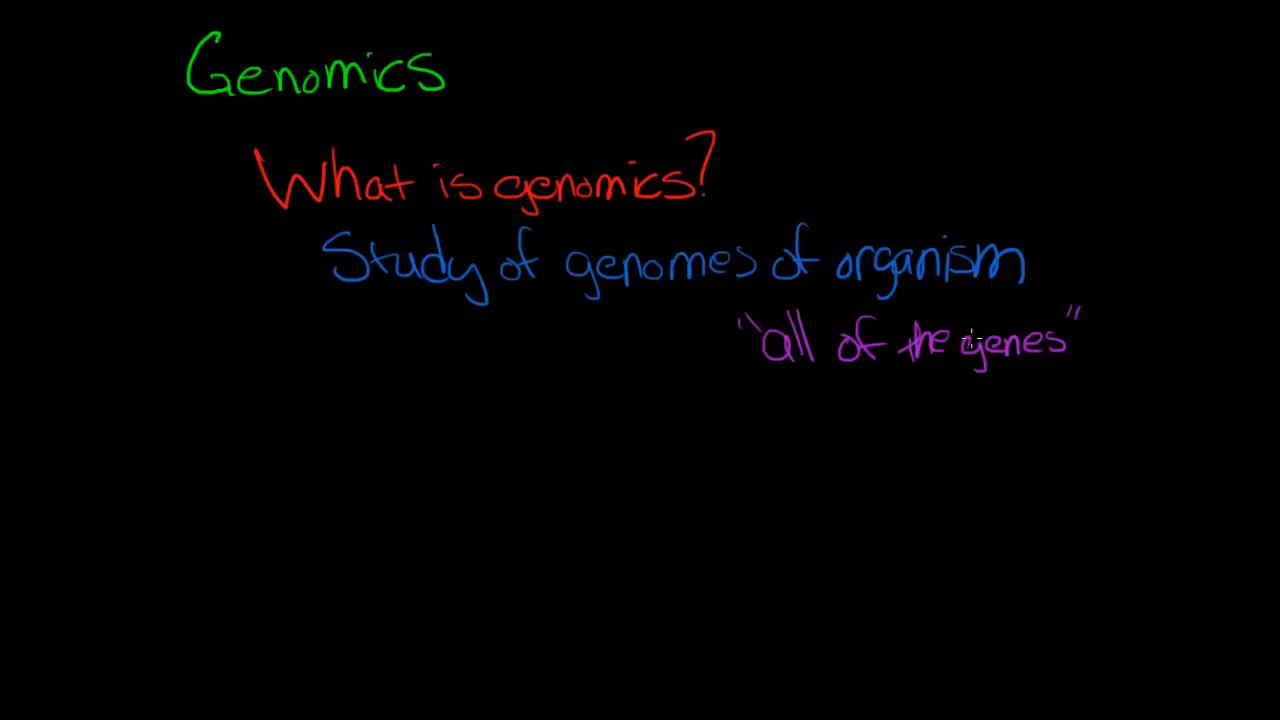 Genomics
What is genomics?
Study of genomes of organism
"all of the genes"